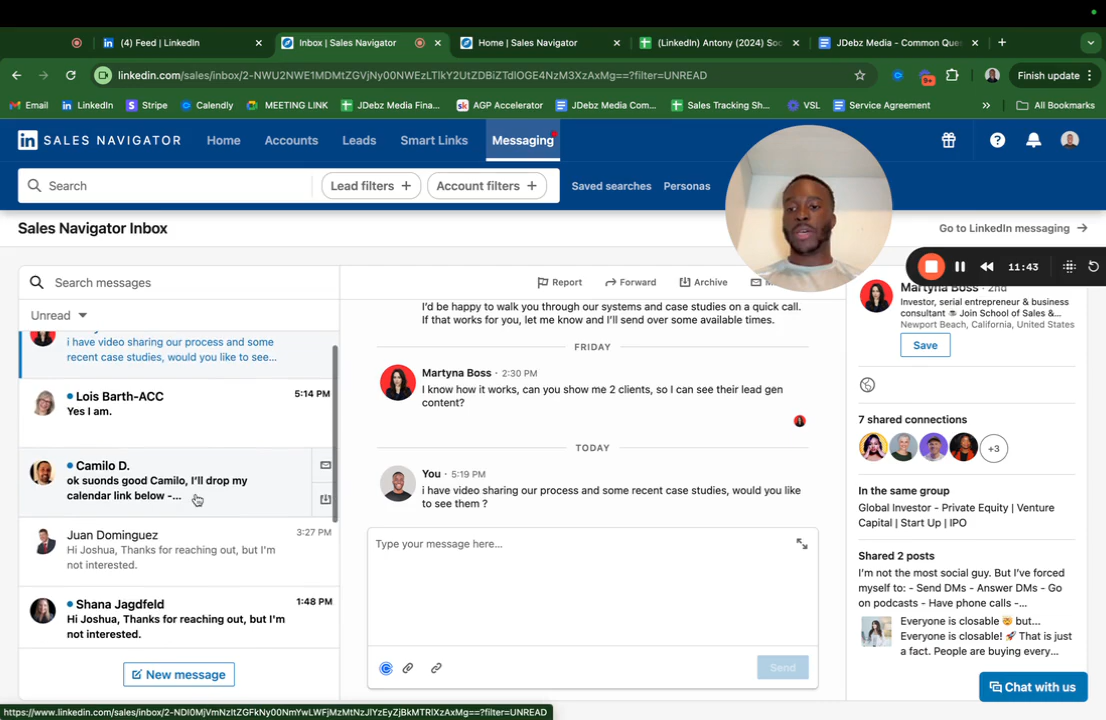 (4) Feed | LinkedIn
Inbox | Sales Navigator
Home | Sales Navigator
(LinkedIn) Antony (2024) Soc
JDebz Media - Common Ques
linkedin.com/sales/inbox/2-NWU2NWE1MDMtZGVjNy00NWEzLTlkY2UtZDBiZTdlOGE4NzM3XzAxMg==?filter=UNREAD
9+
Finish update
Email
LinkedIn
Stripe
Calendly
MEETING LINK
JDebz Media Fina...
AGP Accelerator
JDebz Media Com...
Sales Tracking Sh...
VSL
Service Agreement
All Bookmarks
in SALES NAVIGATOR
Home
Accounts
Leads
Smart Links
Messaging
Search
Lead filters +
Account filters +
Saved searches
Personas
Sales Navigator Inbox
Go to LinkedIn messaging
Search messages
Unread
i have video sharing our process and some
recent case studies, would you like to see...
Lois Barth-ACC
5:14 PM
Yes I am.
Camilo D.
ok suonds good Camilo, I'll drop my
calendar link below -...
Juan Dominguez
3:27 PM
Hi Joshua, Thanks for reaching out, but I'm
not interested.
Shana Jagdfeld
1:48 PM
Hi Joshua, Thanks for reaching out, but I'm
not interested.
New message
Report
Forward
Archive
I'd be happy to walk you through our systems and case studies on a quick call.
If that works for you, let me know and I'll send over some available times.
FRIDAY
Martyna Boss · 2:30 PM
I know how it works, can you show me 2 clients, so I can see their lead gen
content?
TODAY
You · 5:19 PM
i have video sharing our process and some recent case studies, would you like
to see them ?
Type your message here...
Send
11:43
Martyna Boss · 2nd
Investor, serial entrepreneur & business
consultant
Join School of Sales &...
Newport Beach, California, United States
Save
7 shared connections
+3
In the same group
Global Investor - Private Equity | Venture
Capital | Start Up | IPO
Shared 2 posts
I'm not the most social guy. But I've forced
myself to: - Send DMs - Answer DMs - Go
on podcasts - Have phone calls -...
Everyone is closable 🤯 but...
Everyone is closable! 🚀 That is just
a fact. People are buying every...
Chat with us
https://www.linkedin.com/sales/inbox/